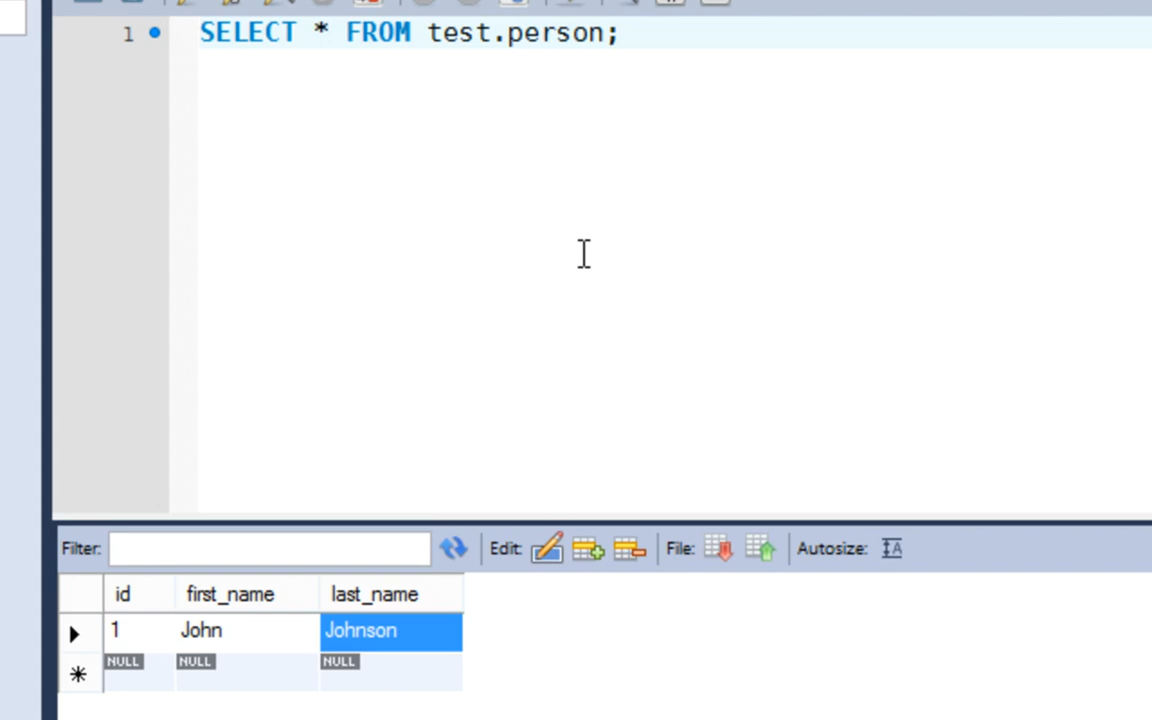 1 SELECT * FROM test.person;
Filter: Edit: File: Autosize:
id first_name last_name
1 John Johnson
NULL NULL NULL